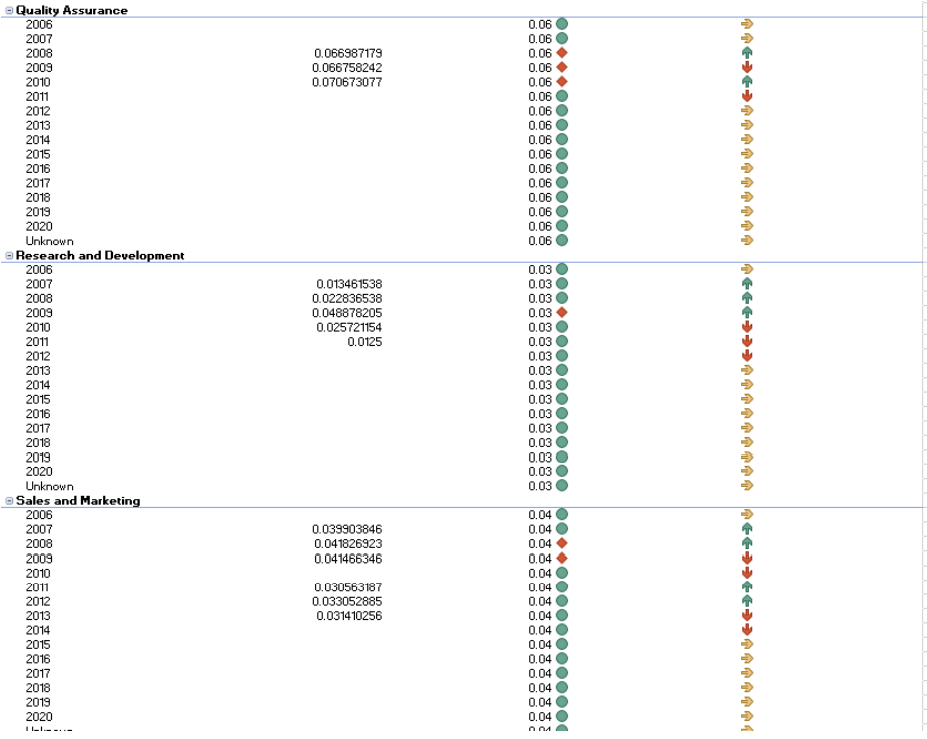 Quality Assurance
2006 0.06
2007 0.06
2008 0.066987179 0.06
2009 0.066758242 0.06
2010 0.070673077 0.06
2011 0.06
2012 0.06
2013 0.06
2014 0.06
2015 0.06
2016 0.06
2017 0.06
2018 0.06
2019 0.06
2020 0.06
Unknown 0.06
Research and Development
2006 0.03
2007 0.013461538 0.03
2008 0.022836538 0.03
2009 0.048878205 0.03
2010 0.025721154 0.03
2011 0.0125 0.03
2012 0.03
2013 0.03
2014 0.03
2015 0.03
2016 0.03
2017 0.03
2018 0.03
2019 0.03
2020 0.03
Unknown 0.03
Sales and Marketing
2006 0.04
2007 0.039903846 0.04
2008 0.041826923 0.04
2009 0.041466346 0.04
2010 0.04
2011 0.030563187 0.04
2012 0.033052885 0.04
2013 0.031410256 0.04
2014 0.04
2015 0.04
2016 0.04
2017 0.04
2018 0.04
2019 0.04
2020 0.04